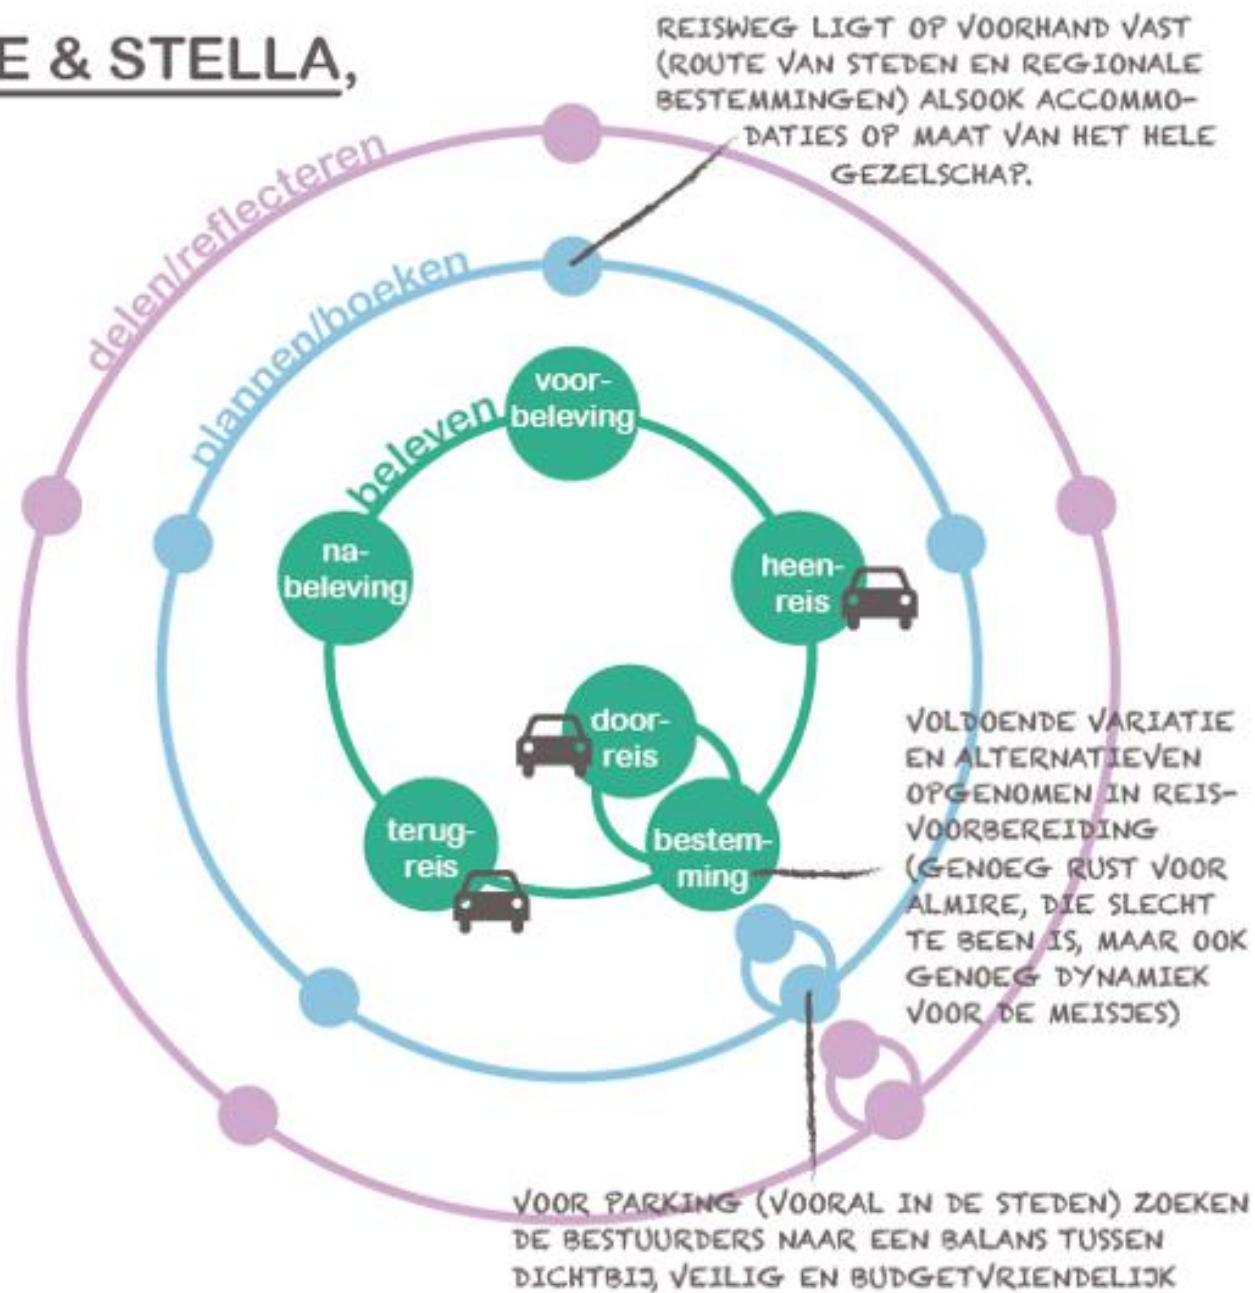 E & STELLA,
REISWEG LIGT OP VOORHAND VAST
(ROUTE VAN STEDEN EN REGIONALE
BESTEMMINGEN) ALSOOK ACCOMMO-
DATIES OP MAAT VAN HET HELE
GEZELSCHAP.
delen/reflecteren
plannen/boeken
beleven
voor-
beleving
na-
beleving
heen-
reis
door-
reis
terug-
reis
bestem-
ming
VOLDOENDE VARIATIE
EN ALTERNATIEVEN
OPGENOMEN IN REIS-
VOORBEREIDING
(GENOEG RUST VOOR
ALMIRE, DIE SLECHT
TE BEEN IS, MAAR OOK
GENOEG DYNAMIEK
VOOR DE MEISJES)
VOOR PARKING (VOORAL IN DE STEDEN) ZOEKEN
DE BESTUURDERS NAAR EEN BALANS TUSSEN
DICHTBIJ, VEILIG EN BUDGETVRIENDELIJK